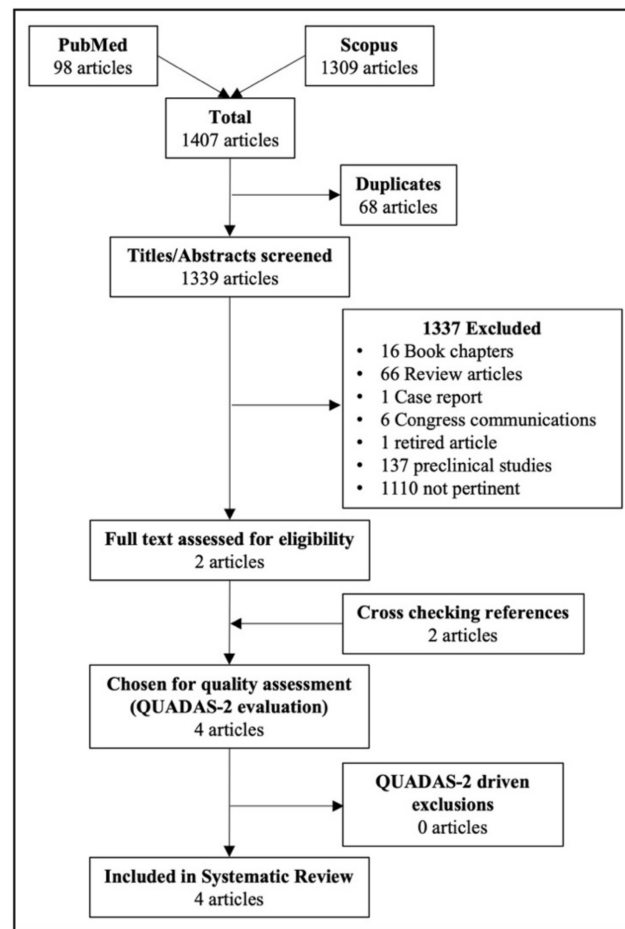 PubMed
98 articles
Scopus
1309 articles
Total
1407 articles
Duplicates
68 articles
Titles/Abstracts screened
1339 articles
1337 Excluded
• 16 Book chapters
• 66 Review articles
• 1 Case report
• 6 Congress communications
• 1 retired article
• 137 preclinical studies
• 1110 not pertinent
Full text assessed for eligibility
2 articles
Cross checking references
2 articles
Chosen for quality assessment
(QUADAS-2 evaluation)
4 articles
QUADAS-2 driven
exclusions
0 articles
Included in Systematic Review
4 articles